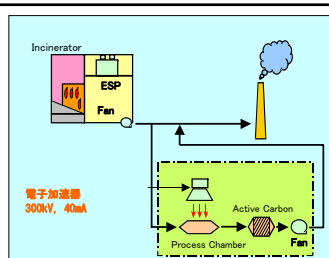 Incinerator
ESP
Fan
電子加速器
300kV, 40mA
Active Carbon
Process Chamber
Fan